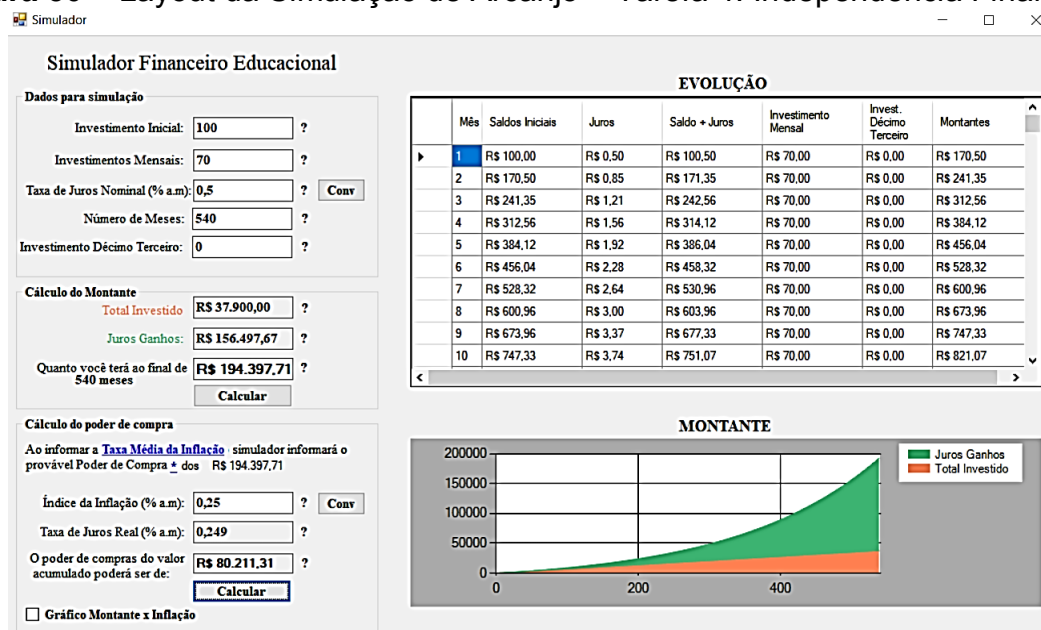 Simulador
Simulador Financeiro Educacional
Dados para simulação
Investimento Inicial: 100 ?
Investimentos Mensais: 70 ?
Taxa de Juros Nominal (% a.m): 0,5 ? Conv
Número de Meses: 540 ?
Investimento Décimo Terceiro: 0 ?
Cálculo do Montante
Total Investido R$ 37.900,00 ?
Juros Ganhos: R$ 156.497,67 ?
Quanto você terá ao final de R$ 194.397,71 ?
540 meses
Calcular
Cálculo do poder de compra
Ao informar a Taxa Média da Inflação simulador informará o
provável Poder de Compra * dos R$ 194.397,71
Índice da Inflação (% a.m): 0,25 ? Conv
Taxa de Juros Real (% a.m): 0,249 ?
O poder de compras do valor R$ 80.211,31 ?
acumulado poderá ser de:
Calcular
Gráfico Montante x Inflação
EVOLUÇÃO
Mês Saldos Iniciais Juros Saldo + Juros Investimento Mensal Invest. Décimo Terceiro Montantes
1 R$ 100,00 R$ 0,50 R$ 100,50 R$ 70,00 R$ 0,00 R$ 170,50
2 R$ 170,50 R$ 0,85 R$ 171,35 R$ 70,00 R$ 0,00 R$ 241,35
3 R$ 241,35 R$ 1,21 R$ 242,56 R$ 70,00 R$ 0,00 R$ 312,56
4 R$ 312,56 R$ 1,56 R$ 314,12 R$ 70,00 R$ 0,00 R$ 384,12
5 R$ 384,12 R$ 1,92 R$ 386,04 R$ 70,00 R$ 0,00 R$ 456,04
6 R$ 456,04 R$ 2,28 R$ 458,32 R$ 70,00 R$ 0,00 R$ 528,32
7 R$ 528,32 R$ 2,64 R$ 530,96 R$ 70,00 R$ 0,00 R$ 600,96
8 R$ 600,96 R$ 3,00 R$ 603,96 R$ 70,00 R$ 0,00 R$ 673,96
9 R$ 673,96 R$ 3,37 R$ 677,33 R$ 70,00 R$ 0,00 R$ 747,33
10 R$ 747,33 R$ 3,74 R$ 751,07 R$ 70,00 R$ 0,00 R$ 821,07
MONTANTE
200000
150000
100000
50000
0
0 200 400
Juros Ganhos
Total Investido